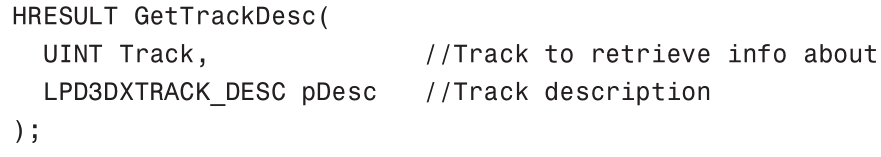 HRESULT GetTrackDesc(
  UINT Track,              //Track to retrieve info about
  LPD3DXTRACK_DESC pDesc   //Track description
);